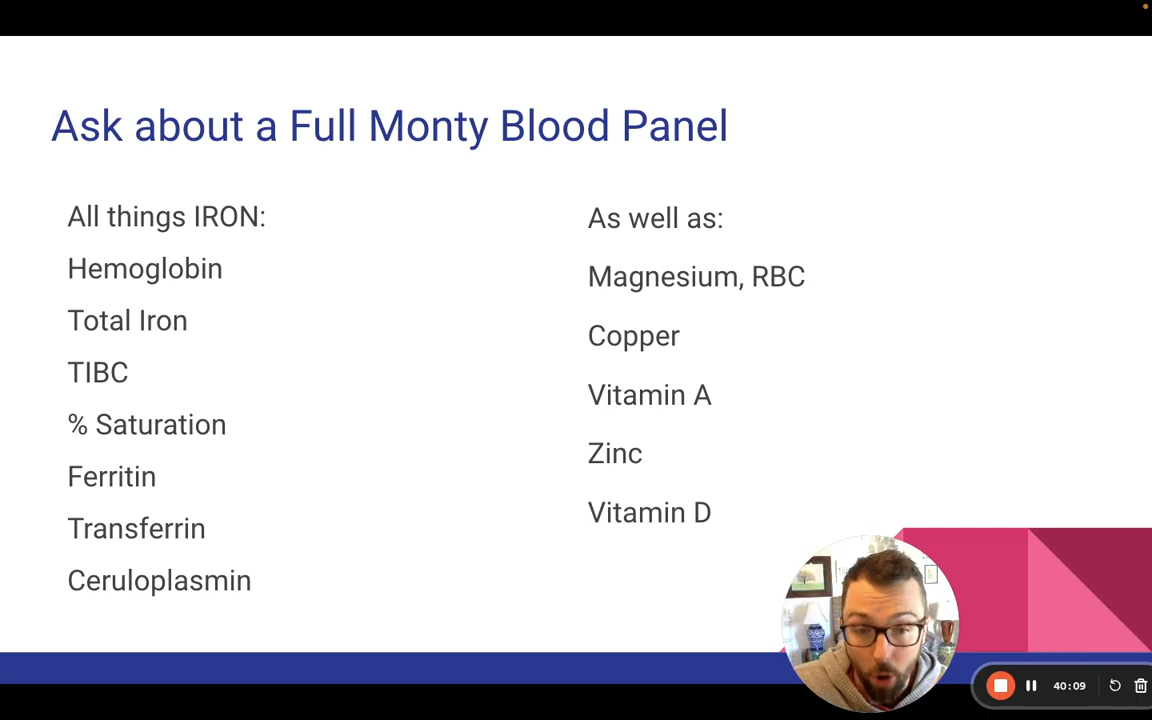 Ask about a Full Monty Blood Panel
All things IRON:
Hemoglobin
Total Iron
TIBC
% Saturation
Ferritin
Transferrin
Ceruloplasmin
As well as:
Magnesium, RBC
Copper
Vitamin A
Zinc
Vitamin D
40:09